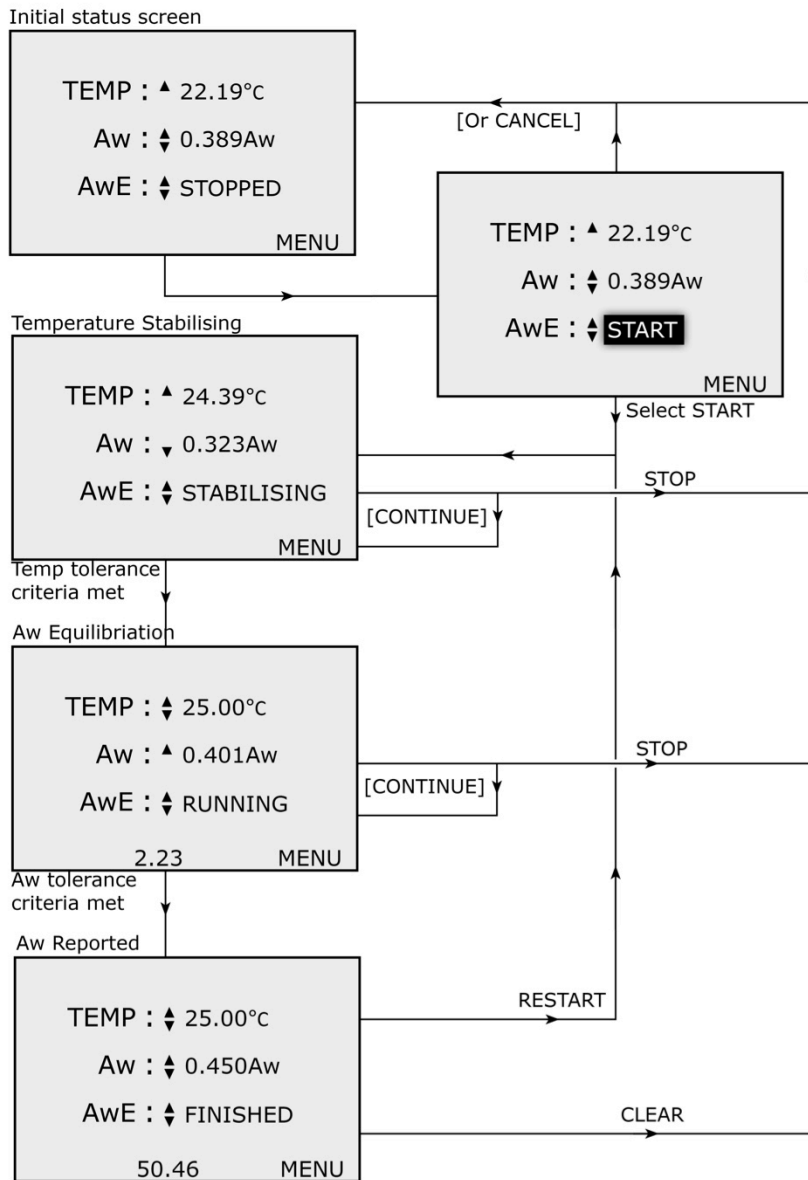 Initial status screen
TEMP : ▲ 22.19°C
Aw : ▲▼ 0.389Aw
AwE : ▲▼ STOPPED
MENU
[Or CANCEL]
TEMP : ▲ 22.19°C
Aw : ▲▼ 0.389Aw
AwE : ▲▼ START
MENU
Select START
Temperature Stabilising
TEMP : ▲ 24.39°C
Aw : ▼ 0.323Aw
AwE : ▲▼ STABILISING
MENU
STOP
[CONTINUE]
Temp tolerance
criteria met
Aw Equilibriation
TEMP : ▲▼ 25.00°C
Aw : ▲ 0.401Aw
AwE : ▲▼ RUNNING
2.23 MENU
STOP
[CONTINUE]
Aw tolerance
criteria met
Aw Reported
TEMP : ▲▼ 25.00°C
Aw : ▲▼ 0.450Aw
AwE : ▲▼ FINISHED
50.46 MENU
RESTART
CLEAR